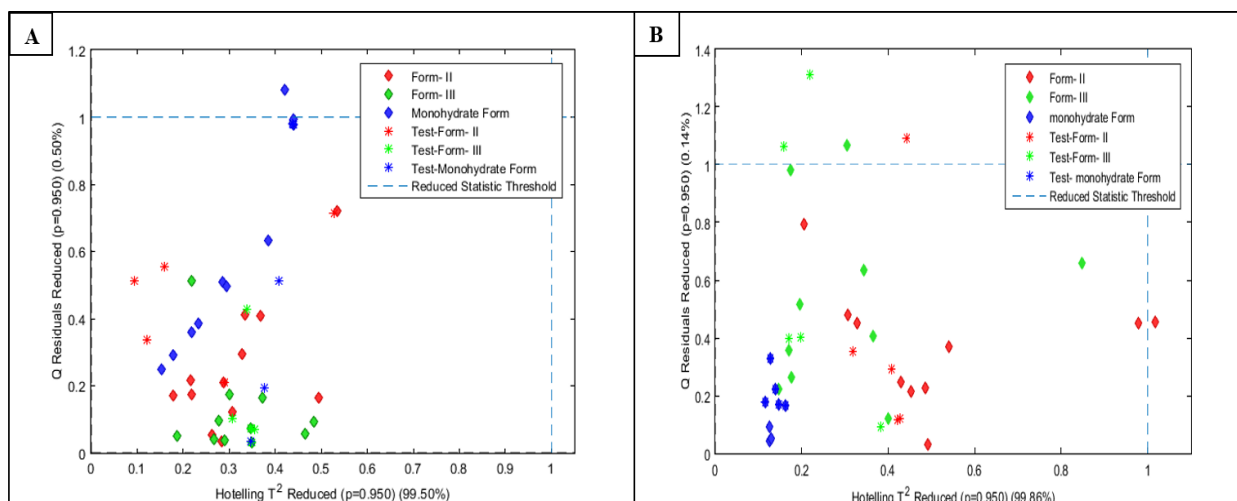 A
Q Residuals Reduced (p=0.950) (0.50%)
1.2
1
0.8
0.6
0.4
0.2
0
0
0.1
0.2
0.3
0.4
0.5
0.6
0.7
0.8
0.9
1
Hotelling T² Reduced (p=0.950) (99.50%)
Form- II
Form- III
Monohydrate Form
Test-Form- II
Test-Form- III
Test-Monohydrate Form
Reduced Statistic Threshold
B
Q Residuals Reduced (p=0.950) (0.14%)
1.4
1.2
1
0.8
0.6
0.4
0.2
0
0
0.2
0.4
0.6
0.8
1
Hotelling T² Reduced (p=0.950) (99.86%)
Form- II
Form- III
monohydrate Form
Test-Form- II
Test-Form- III
Test- monohydrate Form
Reduced Statistic Threshold